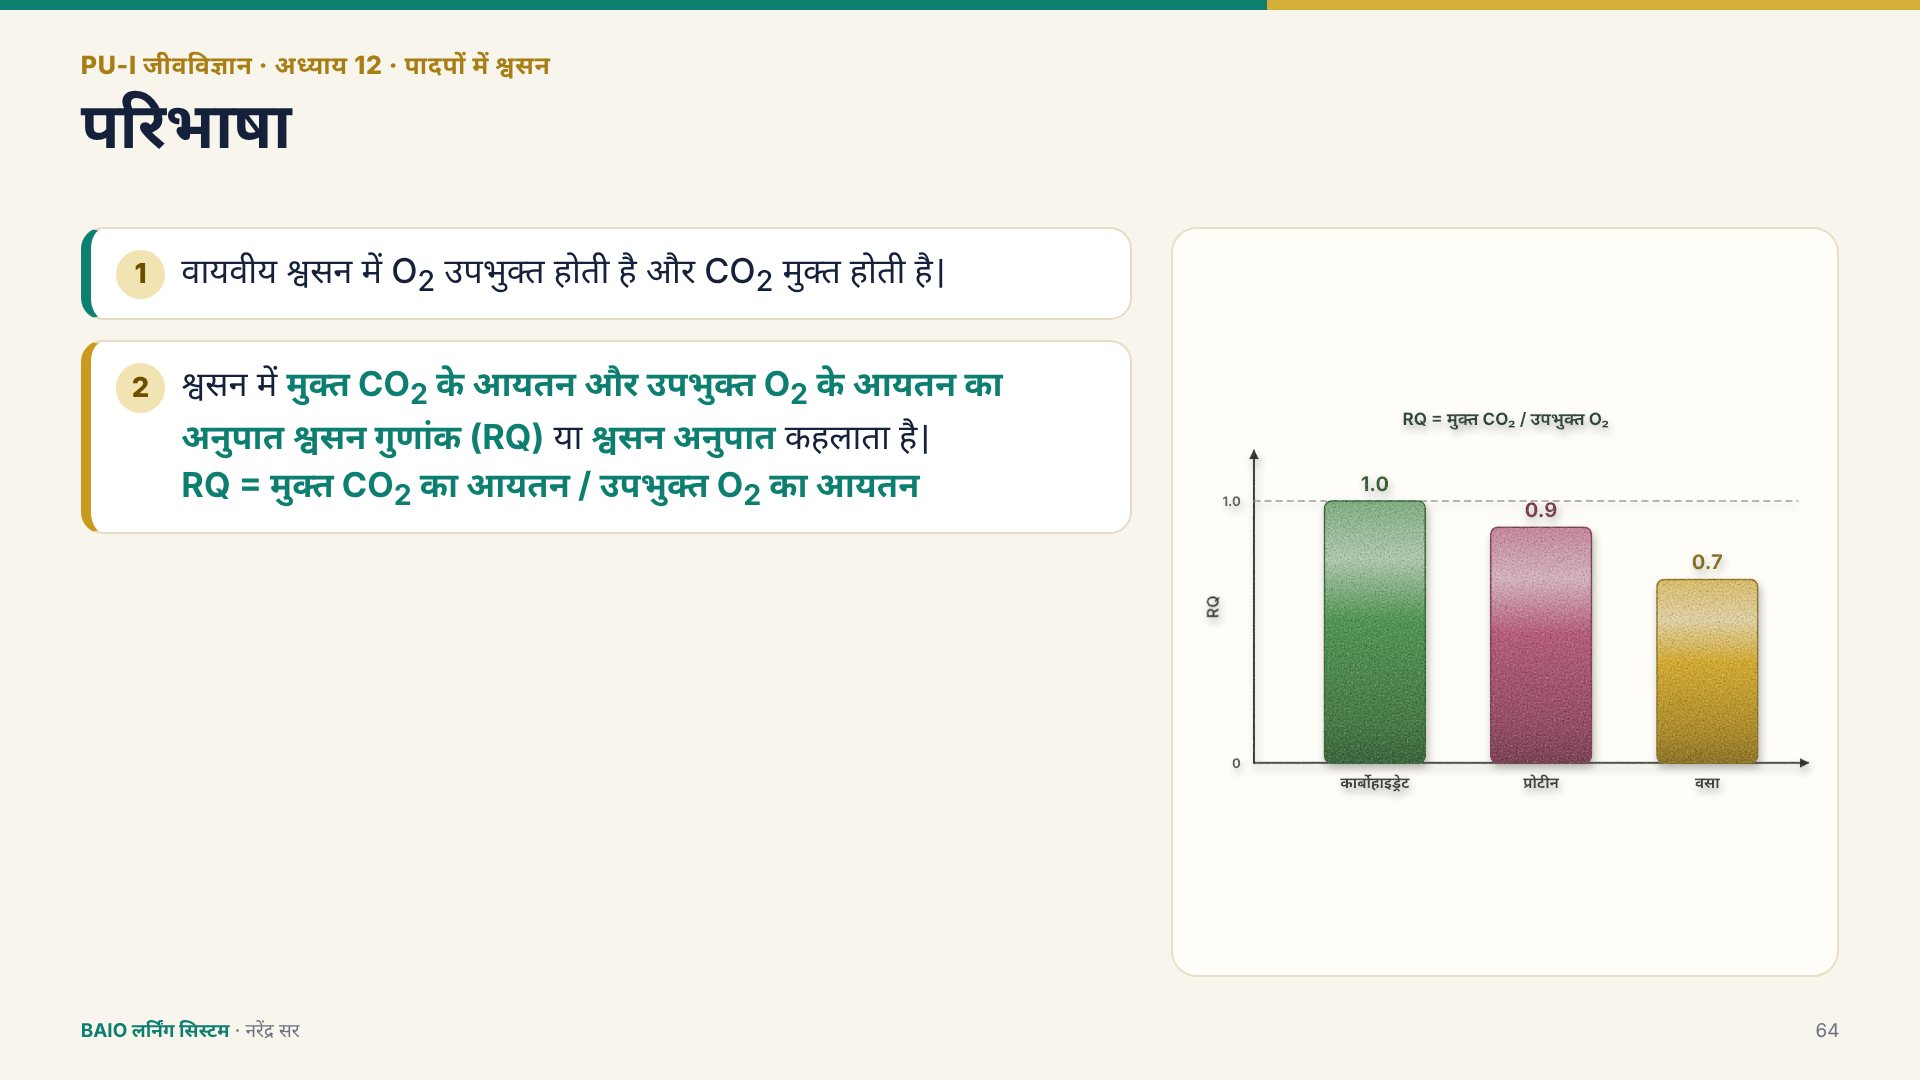 PU-I जीवविज्ञान · अध्याय 12 · पादपों में श्वसन
परिभाषा
1 वायवीय श्वसन में O₂ उपभुक्त होती है और CO₂ मुक्त होती है|
2 श्वसन में मुक्त CO₂ के आयतन और उपभुक्त O₂ के आयतन का
अनुपात श्वसन गुणांक (RQ) या श्वसन अनुपात कहलाता है|
RQ = मुक्त CO₂ का आयतन / उपभुक्त O₂ का आयतन
RQ = मुक्त CO₂ / उपभुक्त O₂
1.0
1.0
0.9
0.7
RQ
0
कार्बोहाइड्रेट
प्रोटीन
वसा
BAIO लर्निंग सिस्टम · नरेंद्र सर
64